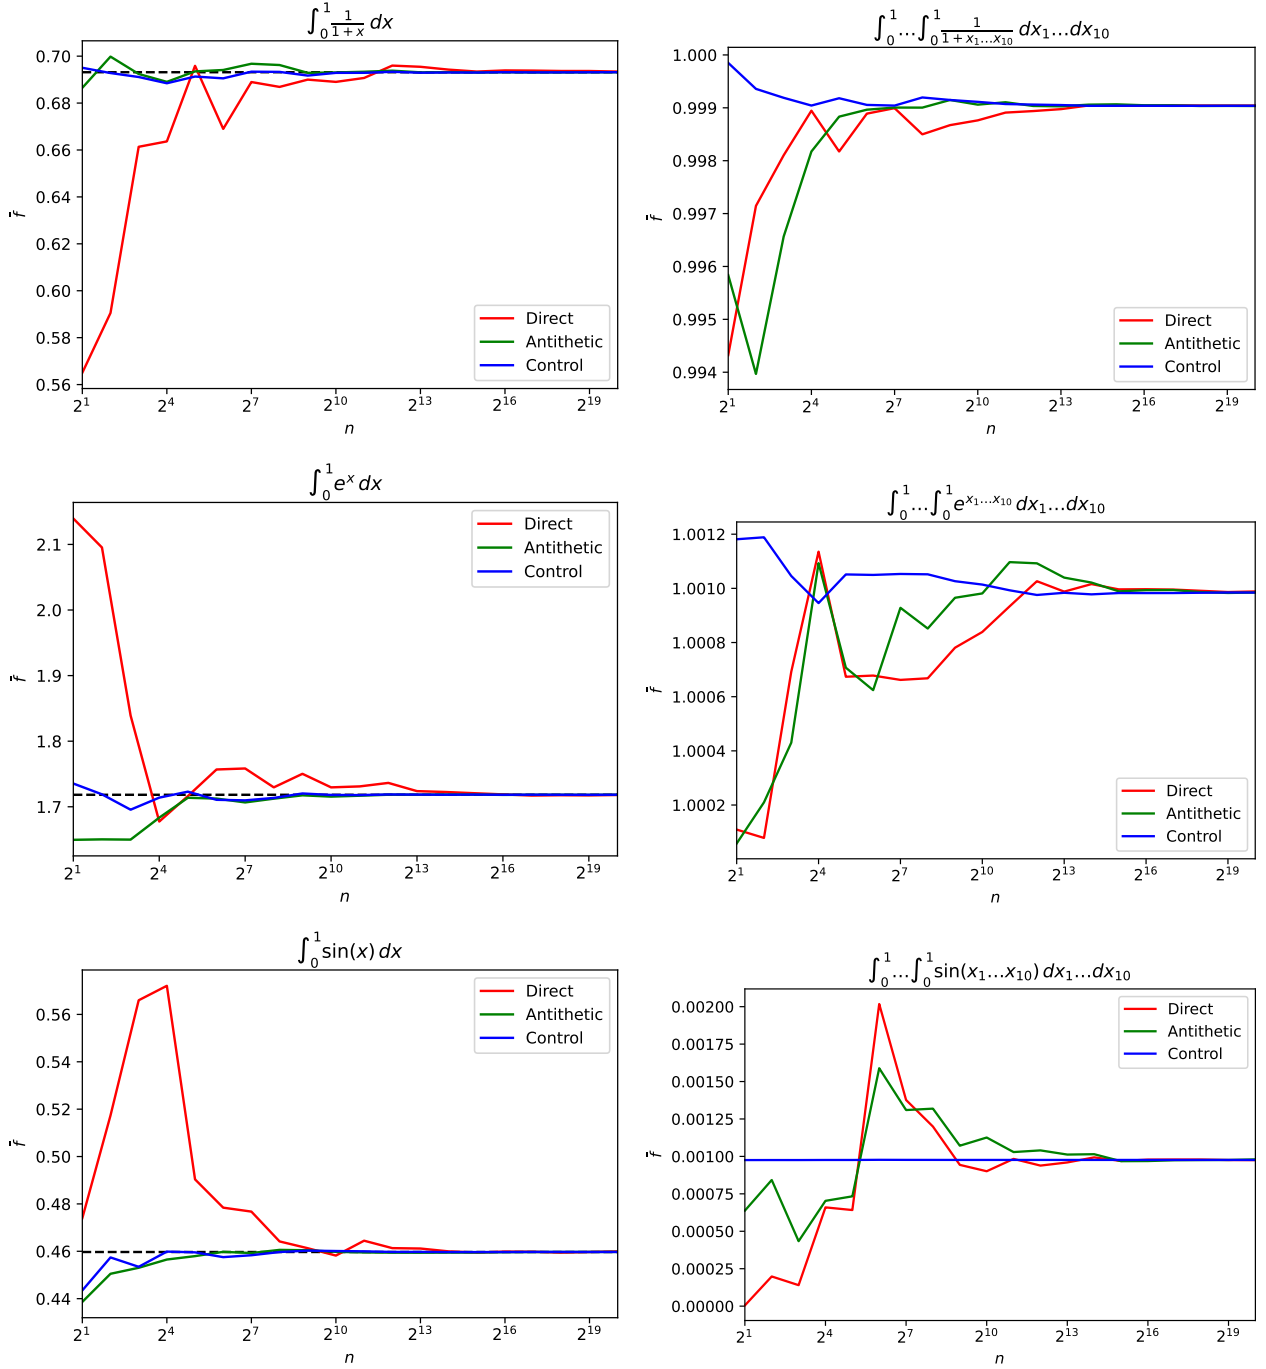 ∫₀¹ 1/(1+x) dx
0.70
0.68
0.66
0.64
0.62
0.60
0.58
0.56
f̄
Direct
Antithetic
Control
2¹ 2⁴ 2⁷ 2¹⁰ 2¹³ 2¹⁶ 2¹⁹
n
∫₀¹…∫₀¹ 1/(1+x₁…x₁₀) dx₁…dx₁₀
1.000
0.999
0.998
0.997
0.996
0.995
0.994
f̄
Direct
Antithetic
Control
2¹ 2⁴ 2⁷ 2¹⁰ 2¹³ 2¹⁶ 2¹⁹
n
∫₀¹ eˣ dx
2.1
2.0
1.9
1.8
1.7
f̄
Direct
Antithetic
Control
2¹ 2⁴ 2⁷ 2¹⁰ 2¹³ 2¹⁶ 2¹⁹
n
∫₀¹…∫₀¹ e^{x₁…x₁₀} dx₁…dx₁₀
1.0012
1.0010
1.0008
1.0006
1.0004
1.0002
f̄
Direct
Antithetic
Control
2¹ 2⁴ 2⁷ 2¹⁰ 2¹³ 2¹⁶ 2¹⁹
n
∫₀¹ sin(x) dx
0.56
0.54
0.52
0.50
0.48
0.46
0.44
f̄
Direct
Antithetic
Control
2¹ 2⁴ 2⁷ 2¹⁰ 2¹³ 2¹⁶ 2¹⁹
n
∫₀¹…∫₀¹ sin(x₁…x₁₀) dx₁…dx₁₀
0.00200
0.00175
0.00150
0.00125
0.00100
0.00075
0.00050
0.00025
0.00000
f̄
Direct
Antithetic
Control
2¹ 2⁴ 2⁷ 2¹⁰ 2¹³ 2¹⁶ 2¹⁹
n